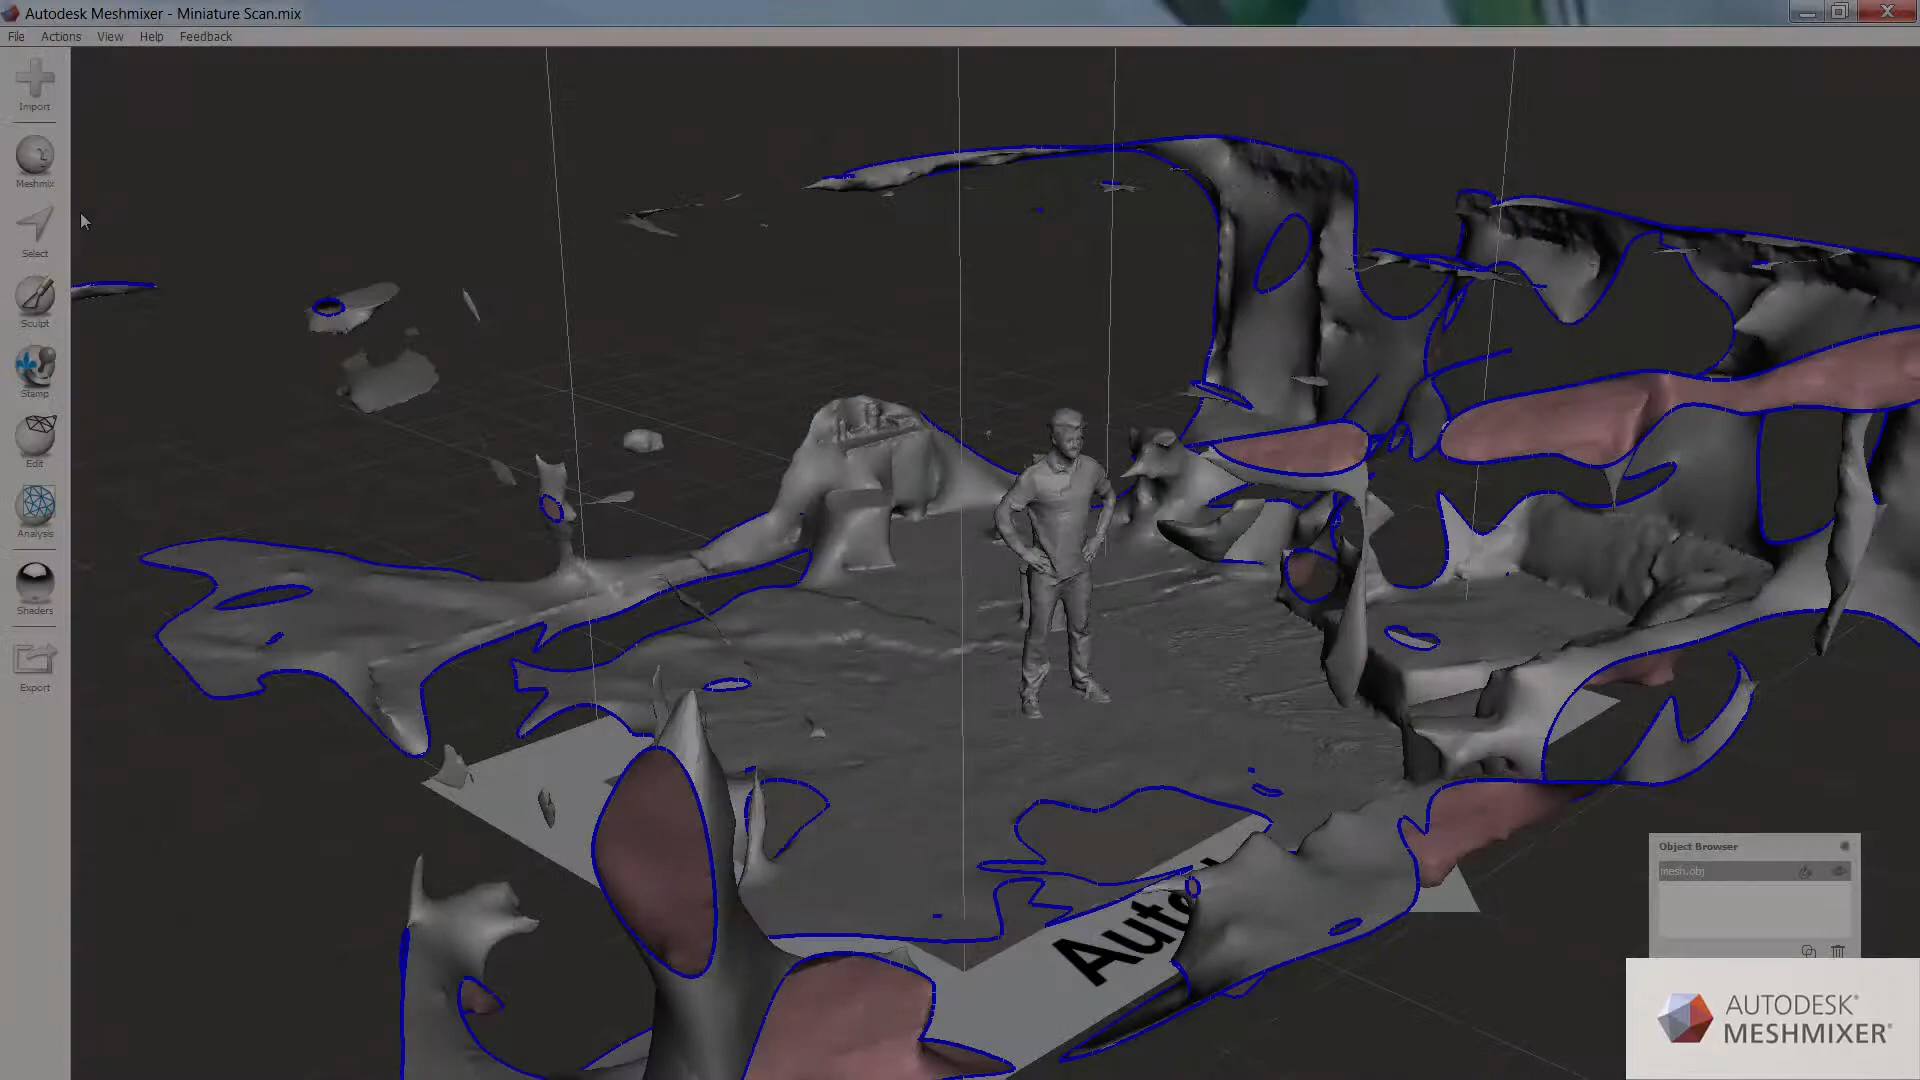 Autodesk Meshmixer - Miniature Scan.mix
File Actions View Help Feedback
Import
Meshmix
Select
Sculpt
Stamp
Edit
Analysis
Shaders
Export
Object Browser
mesh.obj
AUTODESK®
MESHMIXER®